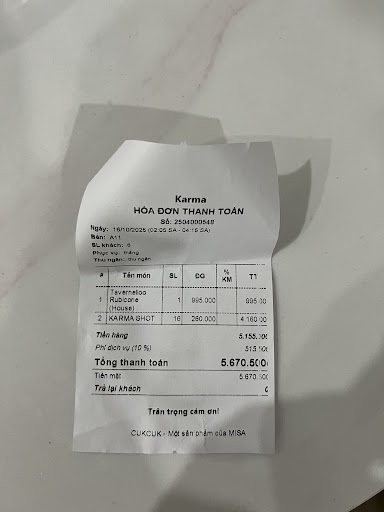 Karma
HÓA ĐƠN THANH TOÁN
Số: 2504000548
Ngày: 16/10/2025 (02:05 SA - 04:16 SA)
Bàn: A11
SL khách: 6
Phục vụ:
Thu ngân: thu ngân
# Tên món SL ĐG % KM TT
1 Tavernelloo Rubicone (House) 1 995.000 995.00
2 KARMA SHOT 16 260.000 4.160.00
Tiền hàng 5.155.00
Phí dịch vụ (10 %) 515.50
Tổng thanh toán 5.670.500
Tiền mặt 5.670.50
Trả lại khách 0
Trân trọng cảm ơn!
CUKCUK - Một sản phẩm của MISA